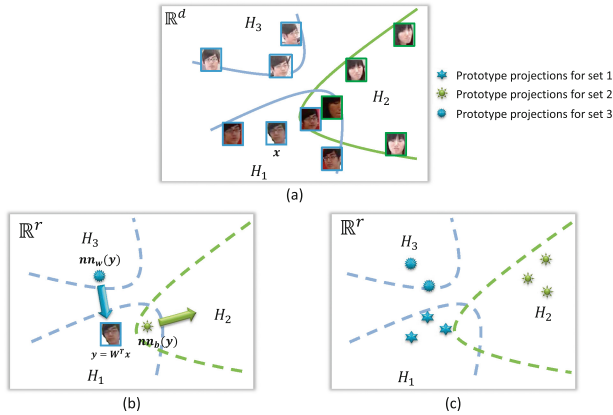 ℝ^d
H_3
H_2
x
H_1
Prototype projections for set 1
Prototype projections for set 2
Prototype projections for set 3
(a)
ℝ^r
H_3
nn_w(y)
H_2
nn_b(y)
y = W^T x
H_1
(b)
ℝ^r
H_3
H_2
H_1
(c)